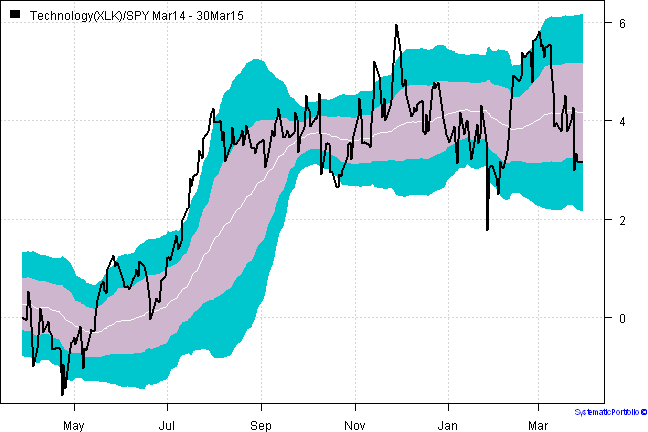 Technology(XLK)/SPY Mar14 - 30Mar15
6
4
2
0
May Jul Sep Nov Jan Mar
SystematicPortfolio ©